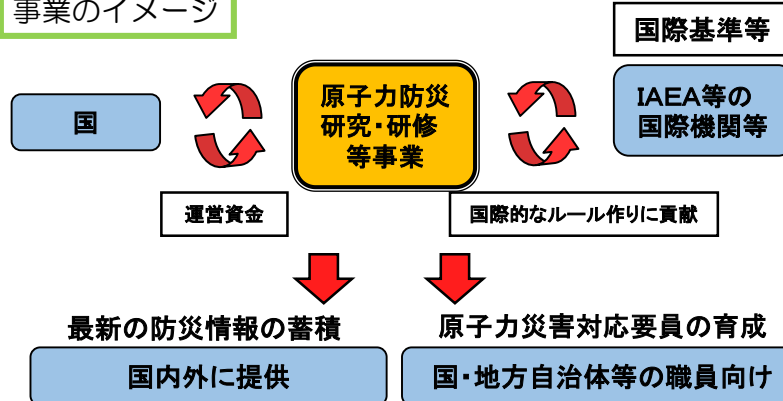 事業のイメージ
国際基準等
国
原子力防災
研究・研修
等事業
IAEA等の
国際機関等
運営資金
国際的なルール作りに貢献
最新の防災情報の蓄積
原子力災害対応要員の育成
国内外に提供
国・地方自治体等の職員向け